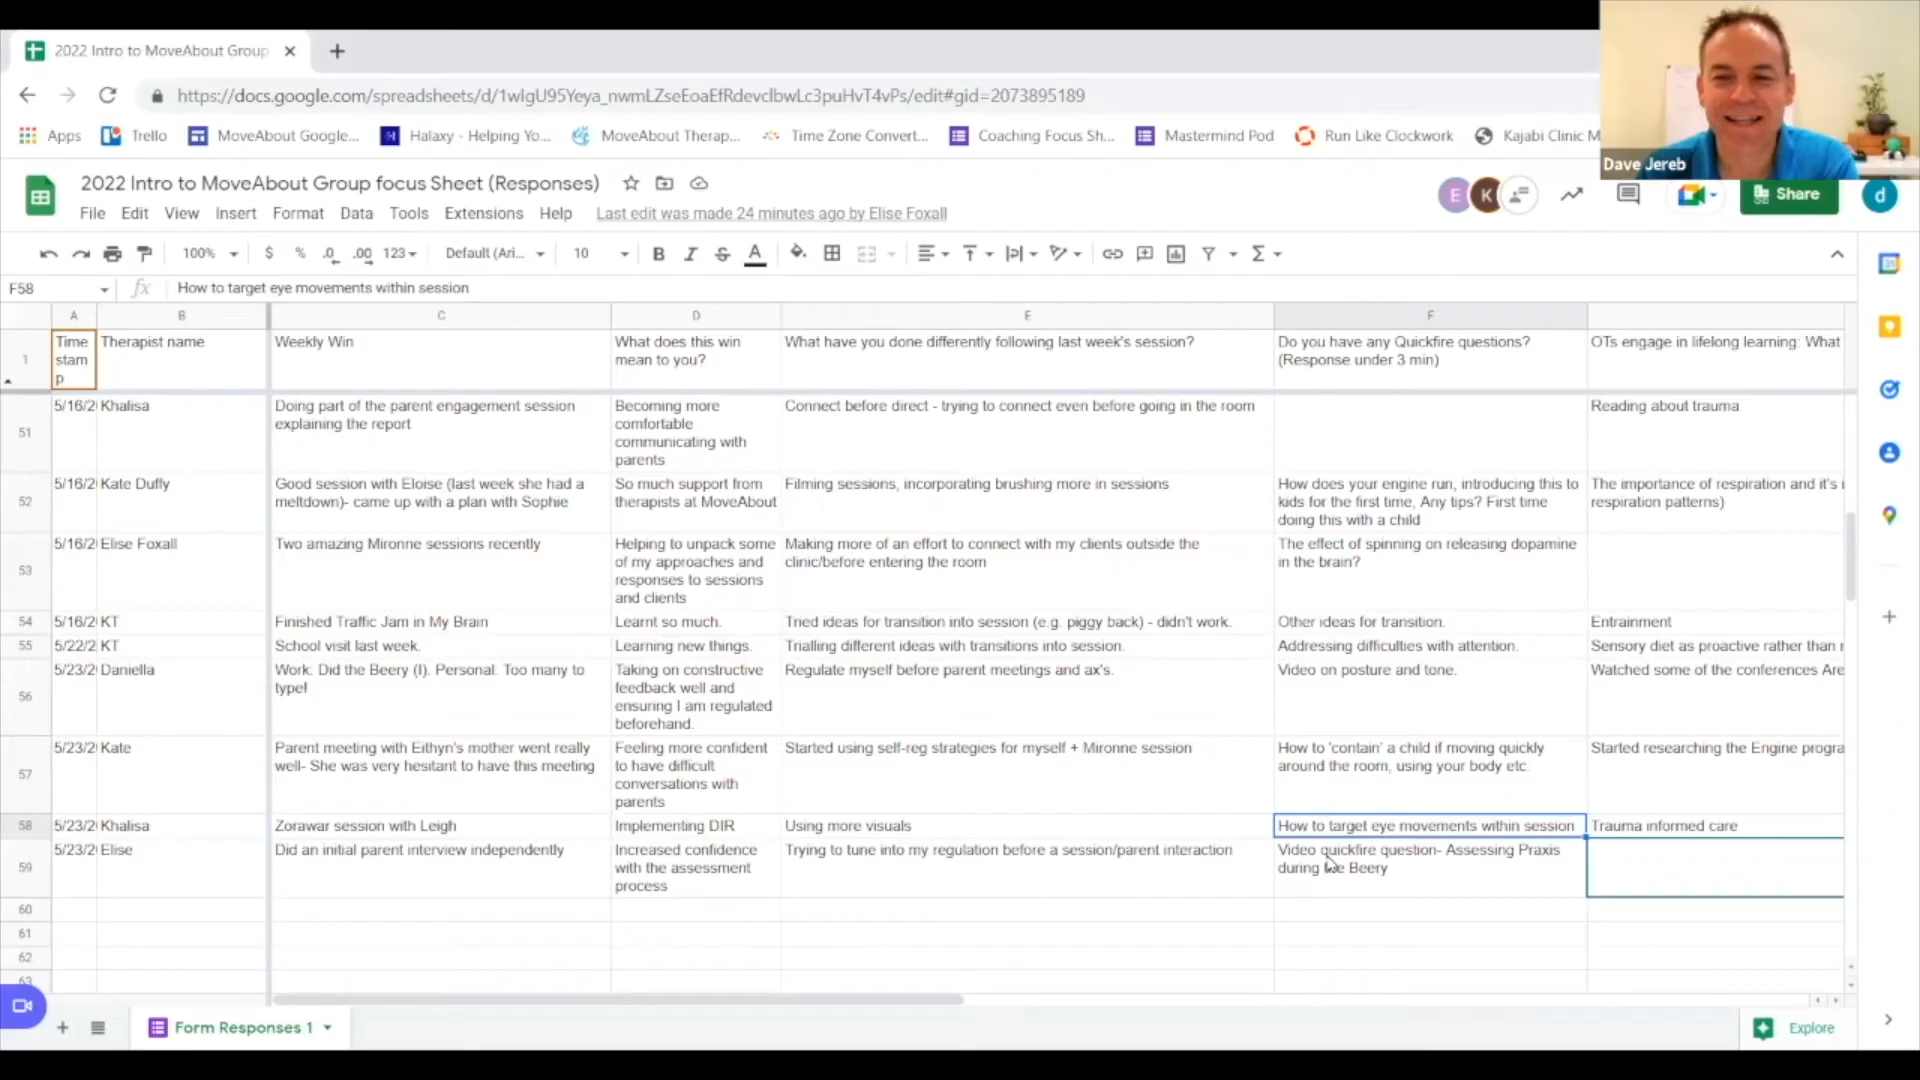 2022 Intro to MoveAbout Group
https://docs.google.com/spreadsheets/d/1wIgU95Yeya_nwmLZseEoaEfRdevclbwLc3puHvT4vPs/edit#gid=2073895189
Apps Trello MoveAbout Google... Halaxy - Helping Yo... MoveAbout Therap... Time Zone Convert... Coaching Focus Sh... Mastermind Pod Run Like Clockwork Kajabi Clinic M
Dave Jereb
2022 Intro to MoveAbout Group focus Sheet (Responses)
E K Share d
File Edit View Insert Format Data Tools Extensions Help Last edit was made 24 minutes ago by Elise Foxall
100% $ % .0 .00 123 Default (Ari... 10 B I S A
F58 fx How to target eye movements within session
A B C D E F
1
Time
stam
p
Therapist name
Weekly Win
What does this win
mean to you?
What have you done differently following last week's session?
Do you have any Quickfire questions?
(Response under 3 min)
OTs engage in lifelong learning: What
51
5/16/2
Khalisa
Doing part of the parent engagement session
explaining the report
Becoming more
comfortable
communicating with
parents
Connect before direct - trying to connect even before going in the room
Reading about trauma
52
5/16/2
Kate Duffy
Good session with Eloise (last week she had a
meltdown)- came up with a plan with Sophie
So much support from
therapists at MoveAbout
Filming sessions, incorporating brushing more in sessions
How does your engine run, introducing this to
kids for the first time, Any tips? First time
doing this with a child
The importance of respiration and it's i
respiration patterns)
53
5/16/2
Elise Foxall
Two amazing Mironne sessions recently
Helping to unpack some
of my approaches and
responses to sessions
and clients
Making more of an effort to connect with my clients outside the
clinic/before entering the room
The effect of spinning on releasing dopamine
in the brain?
54
5/16/2
KT
Finished Traffic Jam in My Brain
Learnt so much.
Tried ideas for transition into session (e.g. piggy back) - didn't work.
Other ideas for transition.
Entrainment
55
5/22/2
KT
School visit last week.
Learning new things.
Trialling different ideas with transitions into session.
Addressing difficulties with attention.
Sensory diet as proactive rather than r
56
5/23/2
Daniella
Work: Did the Beery (I). Personal: Too many to
type!
Taking on constructive
feedback well and
ensuring I am regulated
beforehand.
Regulate myself before parent meetings and ax's.
Video on posture and tone.
Watched some of the conferences Are
57
5/23/2
Kate
Parent meeting with Eithyn's mother went really
well- She was very hesitant to have this meeting
Feeling more confident
to have difficult
conversations with
parents
Started using self-reg strategies for myself + Mironne session
How to 'contain' a child if moving quickly
around the room, using your body etc.
Started researching the Engine progra
58
5/23/2
Khalisa
Zorawar session with Leigh
Implementing DIR
Using more visuals
How to target eye movements within session
Trauma informed care
59
5/23/2
Elise
Did an initial parent interview independently
Increased confidence
with the assessment
process
Trying to tune into my regulation before a session/parent interaction
Video quickfire question- Assessing Praxis
during the Beery
60
61
62
63
Form Responses 1
Explore